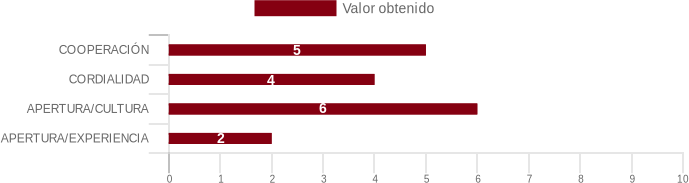 Valor obtenido
COOPERACIÓN 5
CORDIALIDAD 4
APERTURA/CULTURA 6
APERTURA/EXPERIENCIA 2
0 1 2 3 4 5 6 7 8 9 10